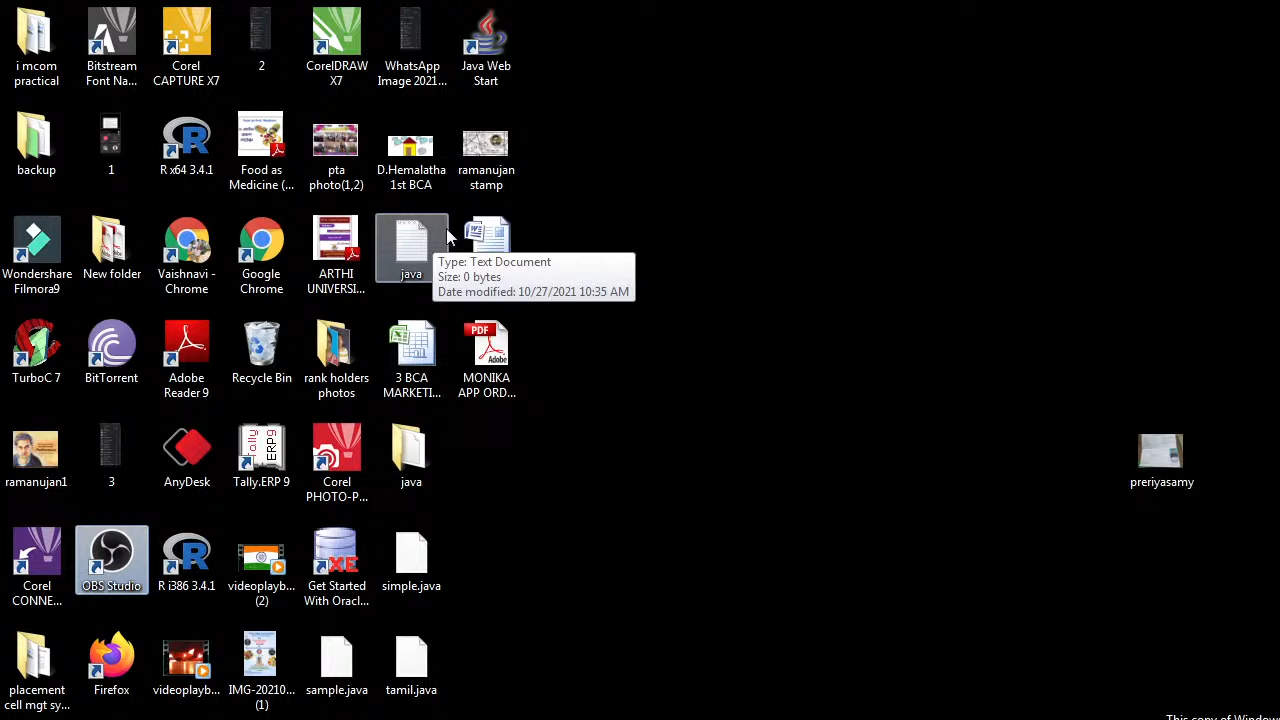 i mcom
practical
Bitstream
Font Na...
Corel
CAPTURE X7
2
CorelDRAW
X7
WhatsApp
Image 2021...
Java Web
Start
backup
1
R x64 3.4.1
Food as
Medicine (...
pta
photo(1,2)
D.Hemalatha
1st BCA
ramanujan
stamp
Wondershare
Filmora9
New folder
Vaishnavi -
Chrome
Google
Chrome
ARTHI
UNIVERSI...
java
Type: Text Document
Size: 0 bytes
Date modified: 10/27/2021 10:35 AM
TurboC 7
BitTorrent
Adobe
Reader 9
Recycle Bin
rank holders
photos
3 BCA
MARKETI...
PDF
Adobe
MONIKA
APP ORD...
ramanujan1
3
AnyDesk
Tally
ERP9
Tally.ERP 9
Corel
PHOTO-P...
java
preriyasamy
Corel
CONNE...
OBS Studio
R i386 3.4.1
videoplayb...
(2)
XE
Get Started
With Oracl...
simple.java
placement
cell mgt sy...
Firefox
videoplayb...
IMG-20210...
(1)
sample.java
tamil.java
This copy of Window